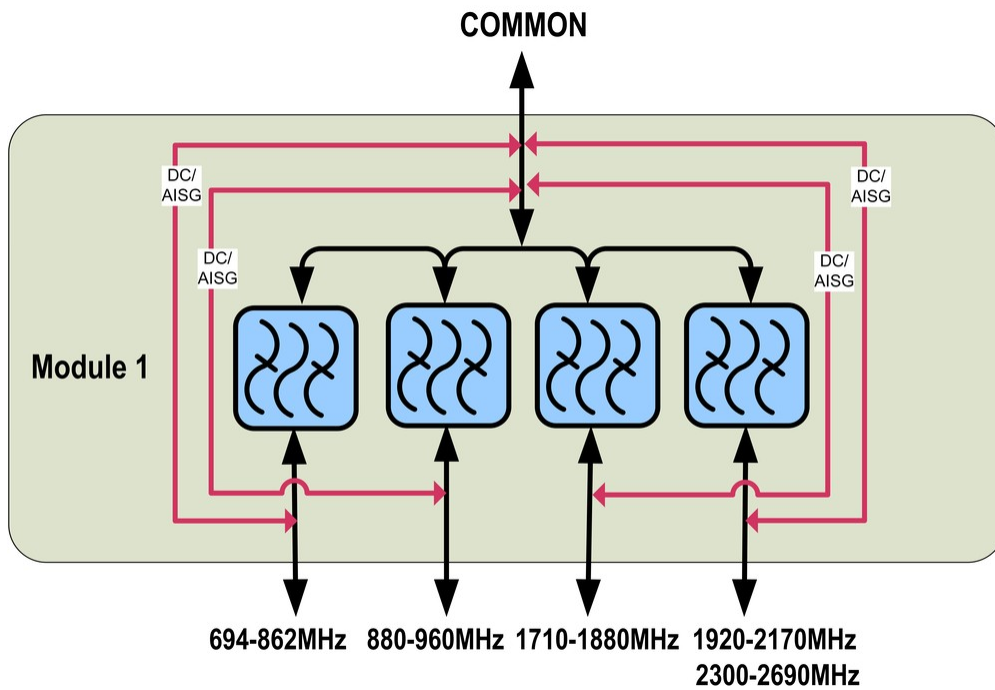 COMMON
DC/
AISG
DC/
AISG
DC/
AISG
DC/
AISG
Module 1
694-862MHz
880-960MHz
1710-1880MHz
1920-2170MHz
2300-2690MHz